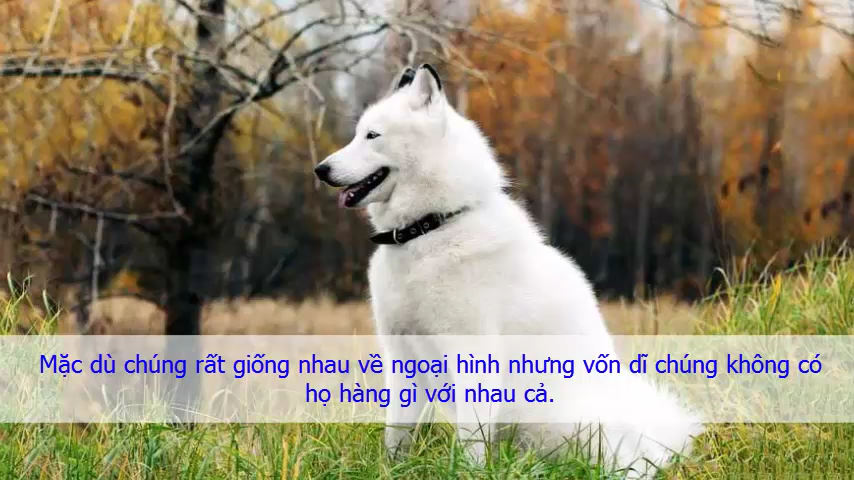 Mặc dù chúng rất giống nhau về ngoại hình nhưng vốn dĩ chúng không có
họ hàng gì với nhau cả.